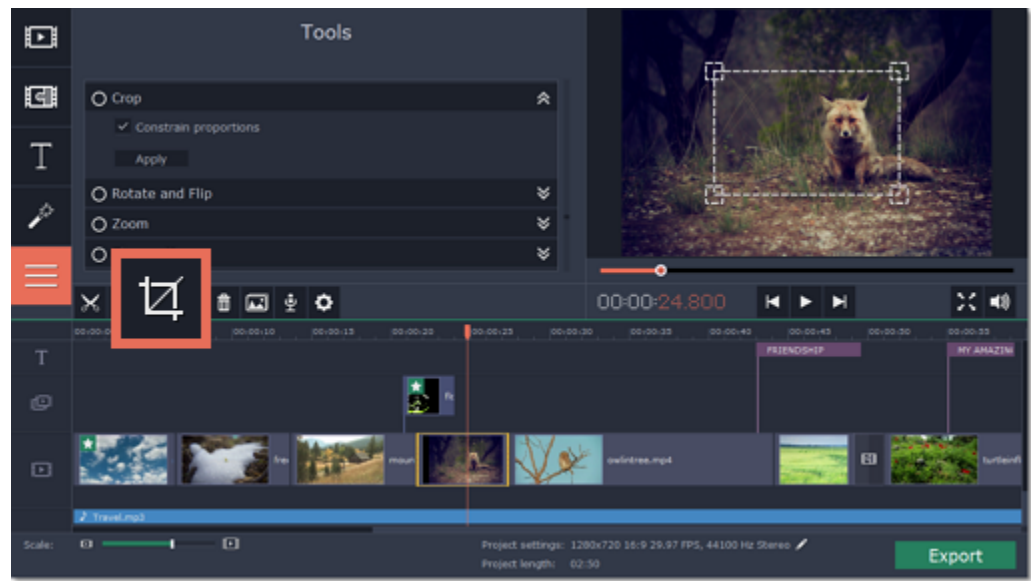 Tools
Crop
Constrain proportions
Apply
Rotate and Flip
Zoom
00:00:24.800
00:00:10 00:00:15 00:00:20 00:00:25 00:00:30 00:00:35 00:00:40 00:00:45 00:00:50 00:00:55
T
FRIENDSHIP
MY AMAZIN
owlintree.mp4
turtleinfl
Travel.mp3
Scale:
Project settings: 1280x720 16:9 29.97 FPS, 44100 Hz Stereo
Project length: 02:50
Export